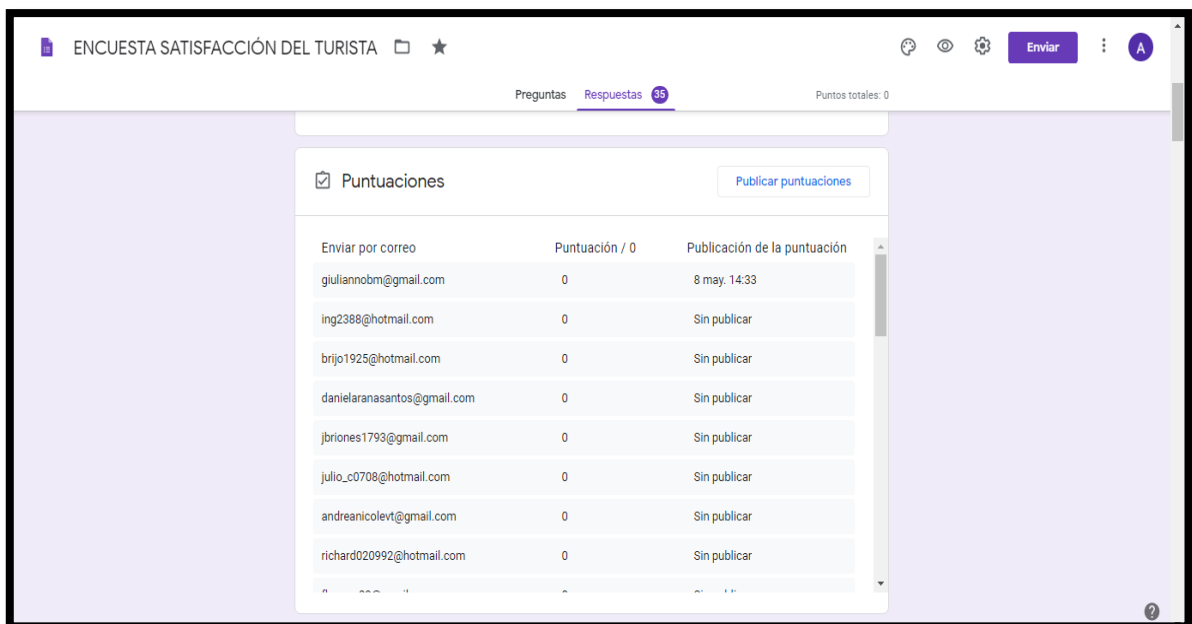 ENCUESTA SATISFACCIÓN DEL TURISTA Enviar A
Preguntas Respuestas 35 Puntos totales: 0
Puntuaciones Publicar puntuaciones
Enviar por correo Puntuación / 0 Publicación de la puntuación
giuliannobm@gmail.com 0 8 may. 14:33
ing2388@hotmail.com 0 Sin publicar
brijo1925@hotmail.com 0 Sin publicar
danielaranasantos@gmail.com 0 Sin publicar
jbriones1793@gmail.com 0 Sin publicar
julio_c0708@hotmail.com 0 Sin publicar
andreanicolevt@gmail.com 0 Sin publicar
richard020992@hotmail.com 0 Sin publicar